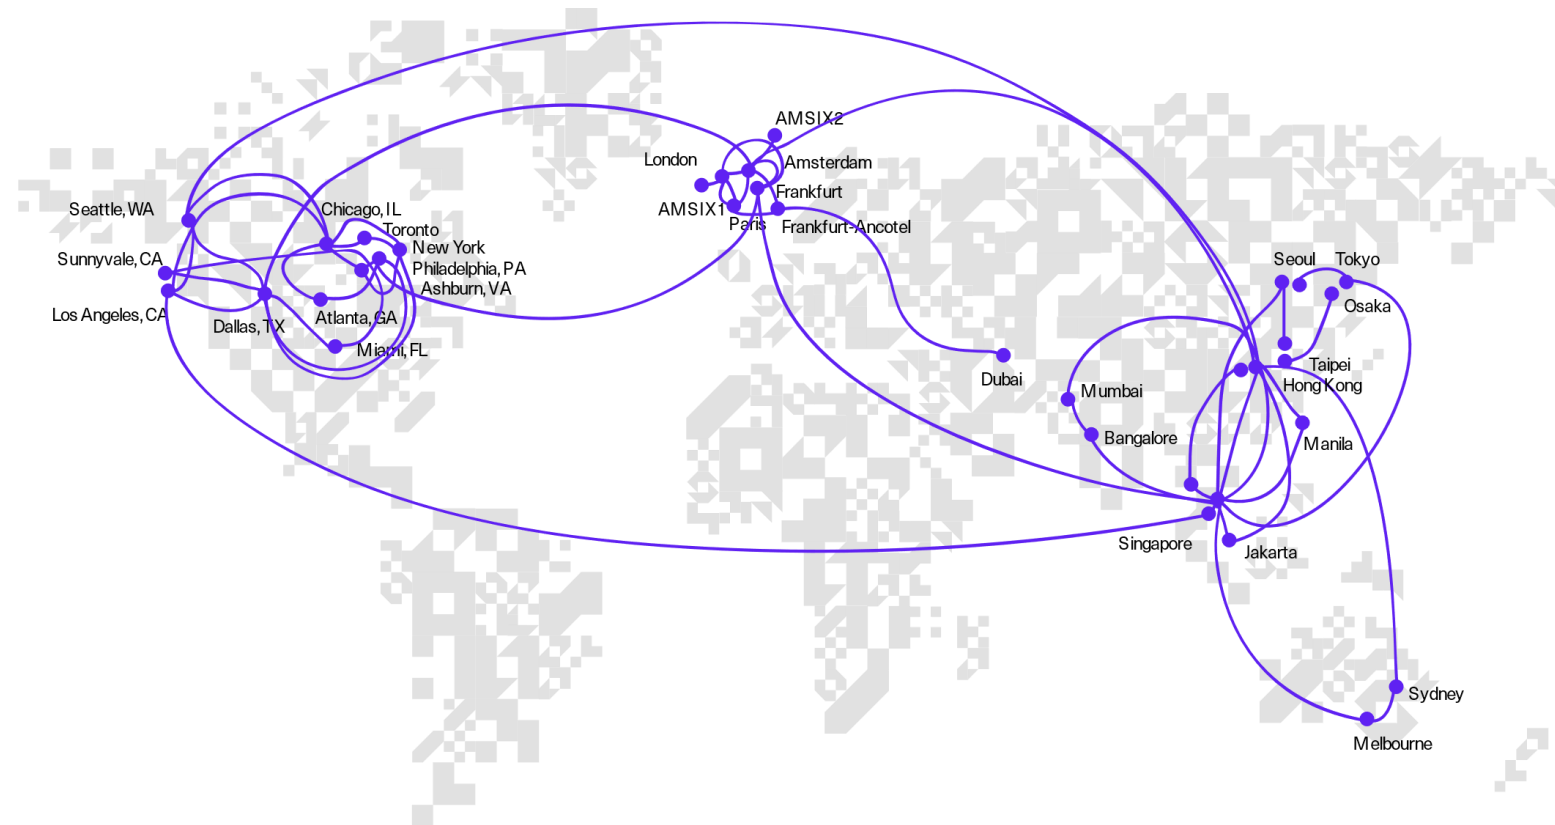 AMSIX2
London
Amsterdam
Frankfurt
AMSIX1
Paris
Frankfurt-Ancotel
Seattle, WA
Chicago, IL
Toronto
New York
Sunnyvale, CA
Philadelphia, PA
Ashburn, VA
Los Angeles, CA
Dallas, TX
Atlanta, GA
Miami, FL
Seoul
Tokyo
Osaka
Dubai
Taipei
Hong Kong
Mumbai
Bangalore
Manila
Singapore
Jakarta
Sydney
Melbourne